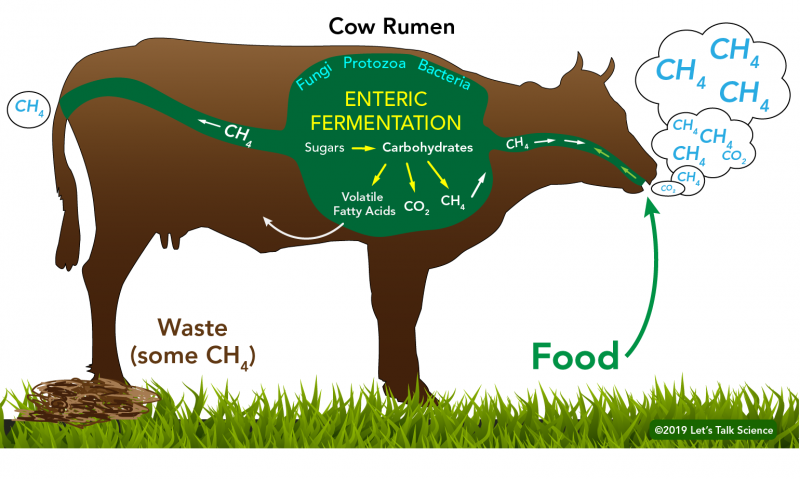 Cow Rumen
Fungi Protozoa Bacteria
ENTERIC
FERMENTATION
Sugars Carbohydrates
Volatile
Fatty Acids
CO₂
CH₄
CH₄
CH₄
CH₄
CH₄
CH₄
CH₄
CH₄
CH₄
CH₄
CO₂
CH₄
CO₂
Waste
(some CH₄)
Food
©2019 Let's Talk Science